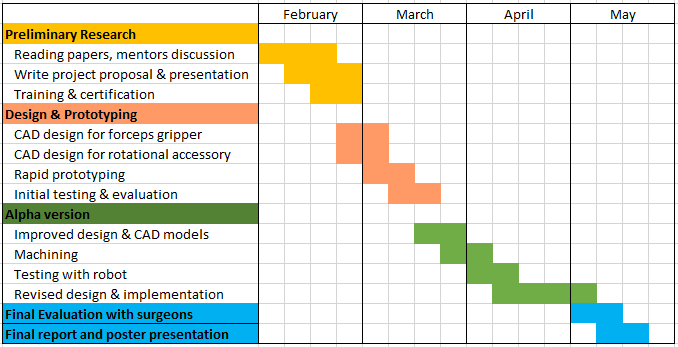 February March April May
Preliminary Research
Reading papers, mentors discussion
Write project proposal & presentation
Training & certification
Design & Prototyping
CAD design for forceps gripper
CAD design for rotational accessory
Rapid prototyping
Initial testing & evaluation
Alpha version
Improved design & CAD models
Machining
Testing with robot
Revised design & implementation
Final Evaluation with surgeons
Final report and poster presentation